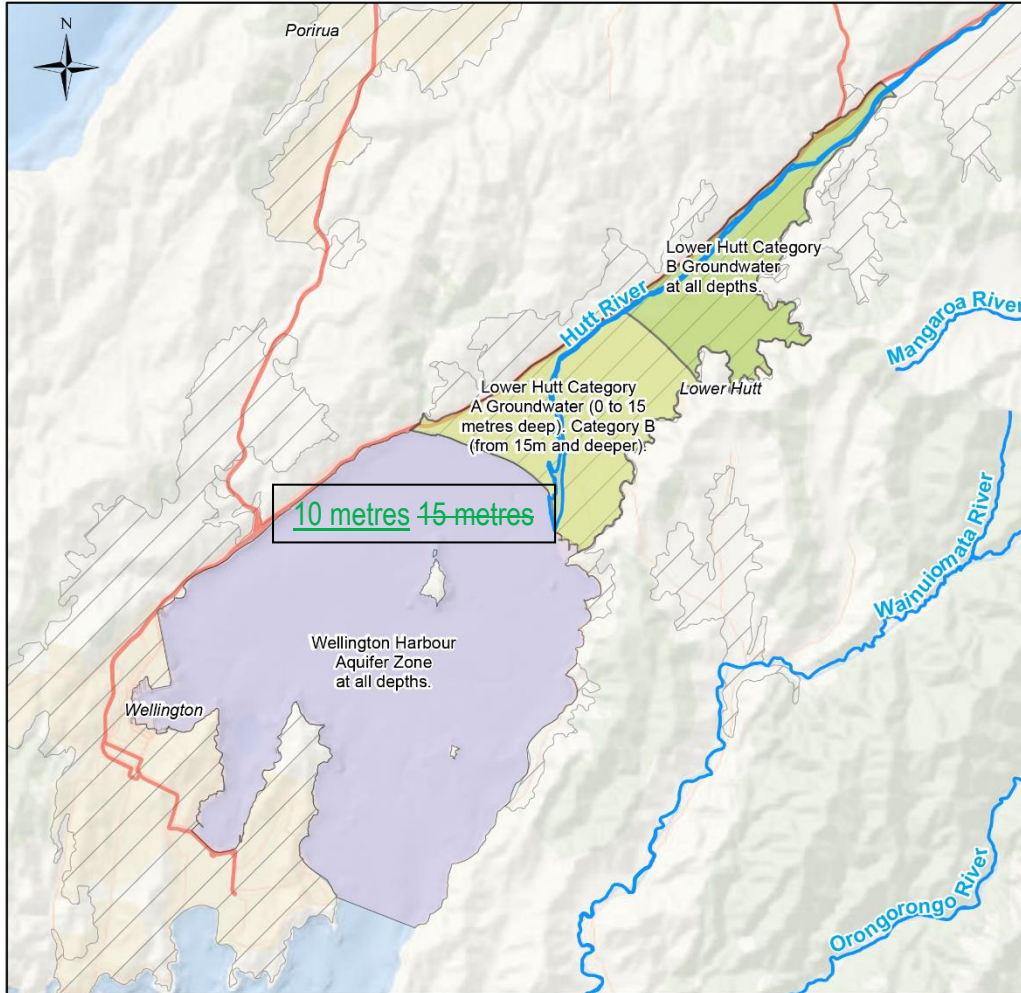 N
Porirua
Lower Hutt Category
B Groundwater
at all depths.
Hutt River
Mangaroa River
Lower Hutt Category
A Groundwater (0 to 15
metres deep). Category B
(from 15m and deeper).
Lower Hutt
10 metres 15 metres
Wainuiomata River
Wellington Harbour
Aquifer Zone
at all depths.
Wellington
Orongorongo River